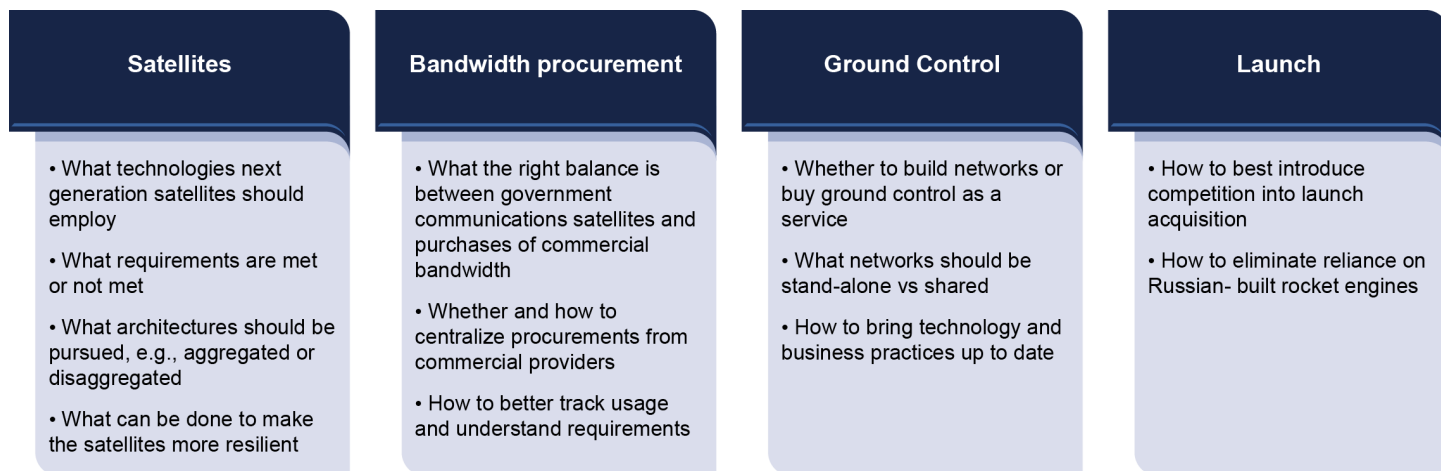 Satellites
• What technologies next
generation satellites should
employ
• What requirements are met
or not met
• What architectures should be
pursued, e.g., aggregated or
disaggregated
• What can be done to make
the satellites more resilient
Bandwidth procurement
• What the right balance is
between government
communications satellites and
purchases of commercial
bandwidth
• Whether and how to
centralize procurements from
commercial providers
• How to better track usage
and understand requirements
Ground Control
• Whether to build networks or
buy ground control as a
service
• What networks should be
stand-alone vs shared
• How to bring technology and
business practices up to date
Launch
• How to best introduce
competition into launch
acquisition
• How to eliminate reliance on
Russian- built rocket engines